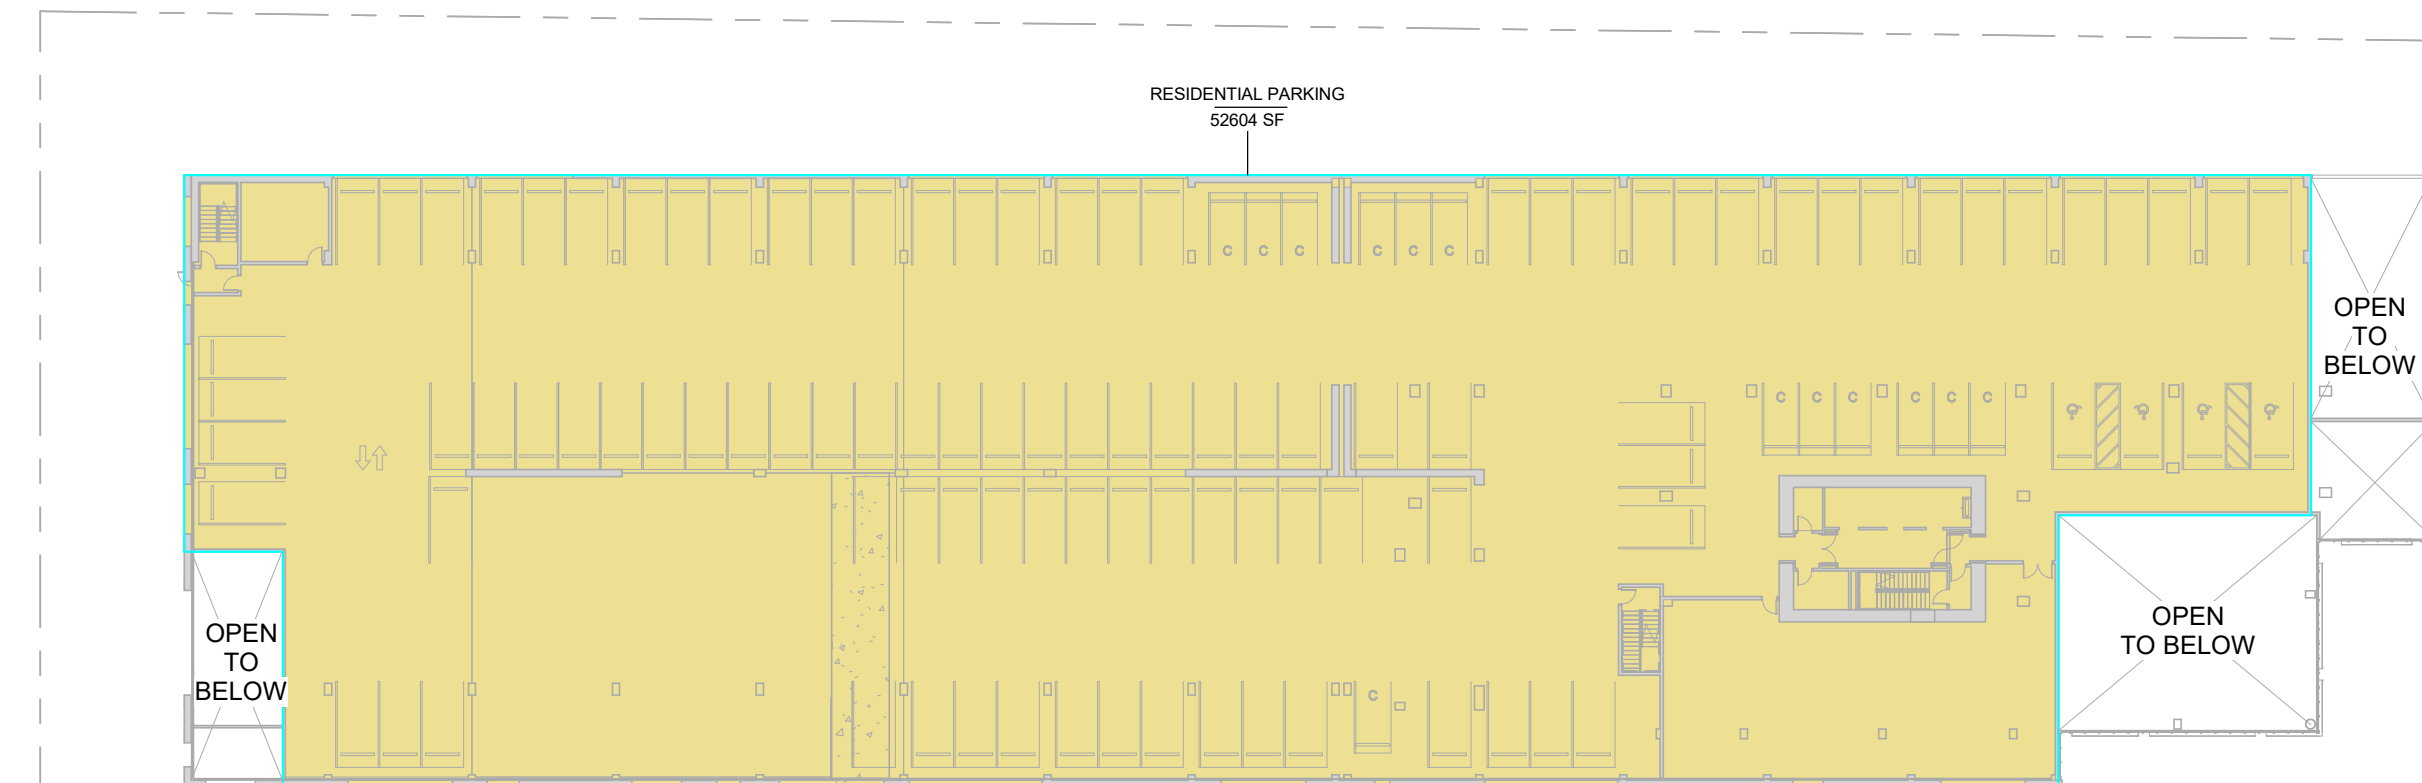 RESIDENTIAL PARKING
52604 SF
C C C C C C
OPEN
TO
BELOW
C C C C C C
OPEN
TO
BELOW
OPEN
TO BELOW
C